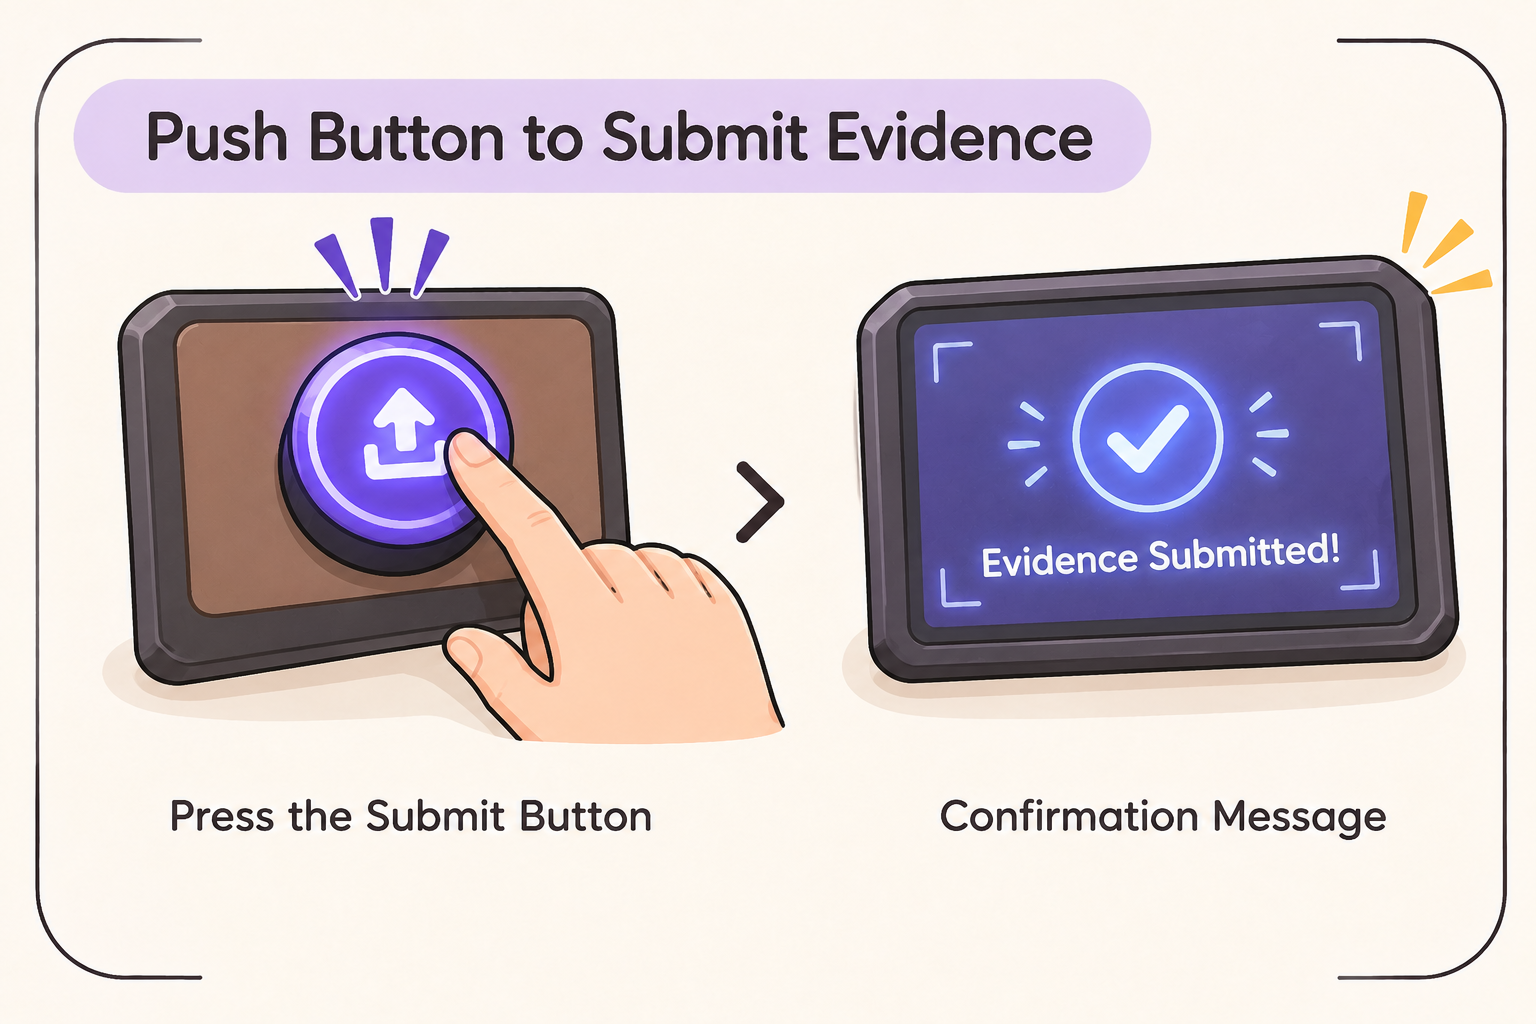 Push Button to Submit Evidence
Evidence Submitted!
Press the Submit Button
Confirmation Message